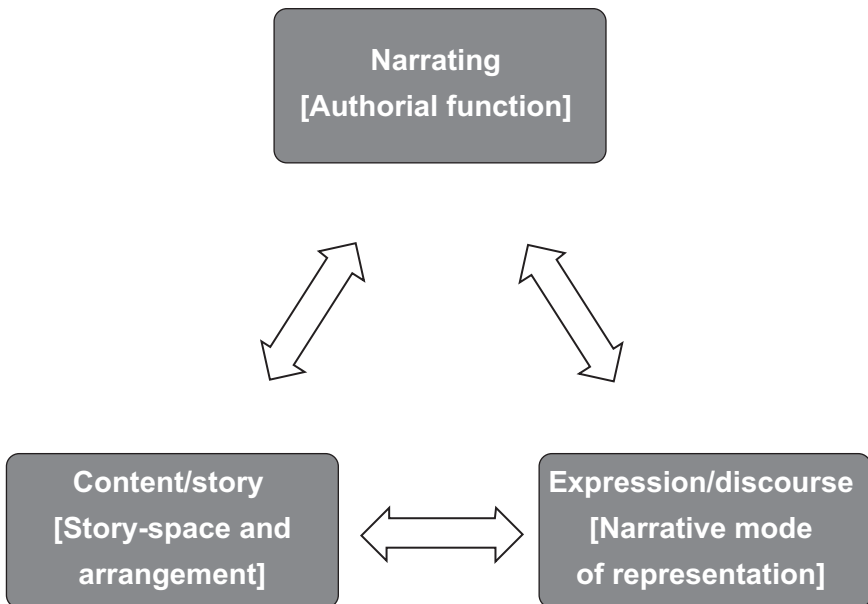 Narrating
[Authorial function]
Content/story
[Story-space and
arrangement]
Expression/discourse
[Narrative mode
of representation]